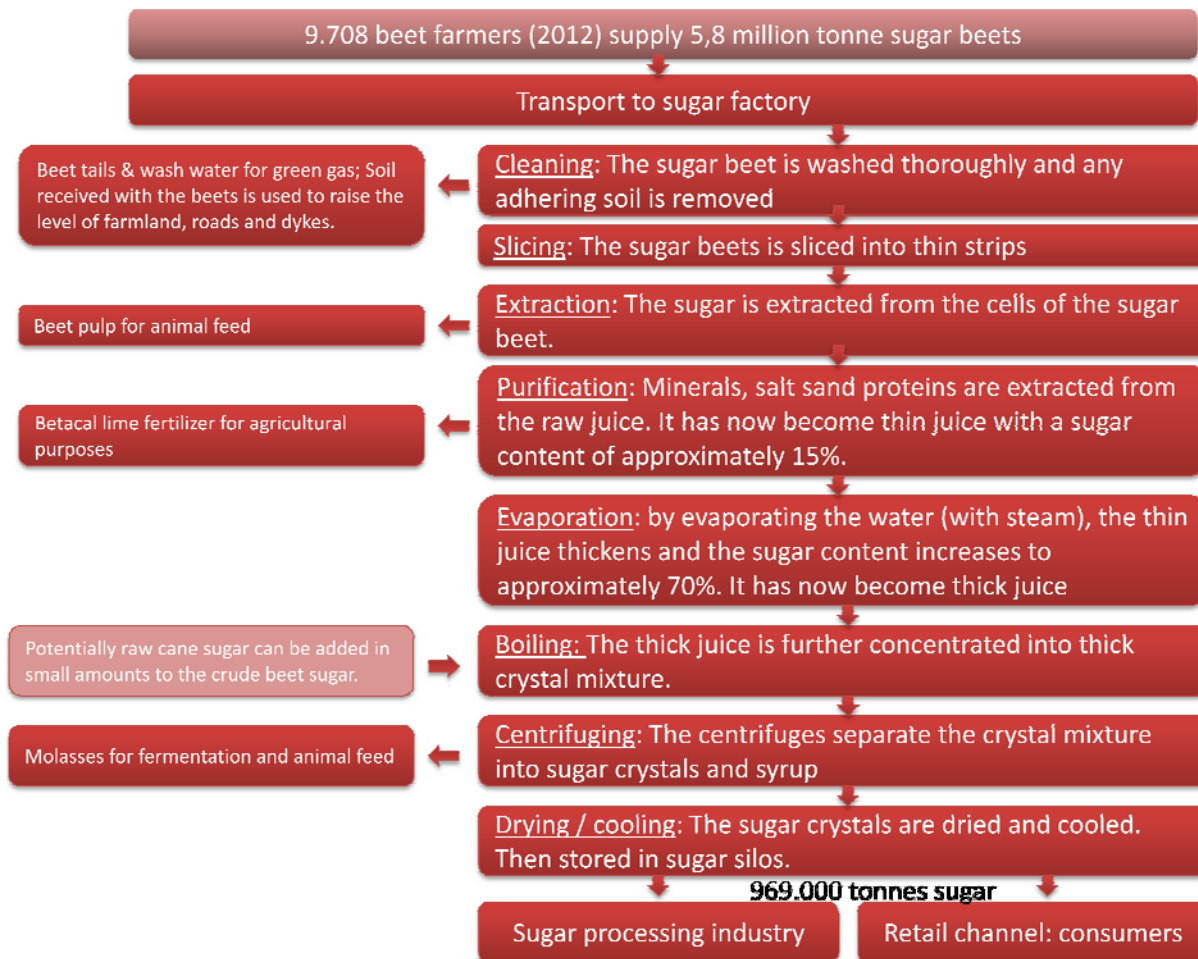 9.708 beet farmers (2012) supply 5,8 million tonne sugar beets
Transport to sugar factory
Beet tails & wash water for green gas; Soil
received with the beets is used to raise the
level of farmland, roads and dykes.
Cleaning: The sugar beet is washed thoroughly and any
adhering soil is removed
Slicing: The sugar beets is sliced into thin strips
Beet pulp for animal feed
Extraction: The sugar is extracted from the cells of the sugar
beet.
Betacal lime fertilizer for agricultural
purposes
Purification: Minerals, salt sand proteins are extracted from
the raw juice. It has now become thin juice with a sugar
content of approximately 15%.
Evaporation: by evaporating the water (with steam), the thin
juice thickens and the sugar content increases to
approximately 70%. It has now become thick juice
Potentially raw cane sugar can be added in
small amounts to the crude beet sugar.
Boiling: The thick juice is further concentrated into thick
crystal mixture.
Molasses for fermentation and animal feed
Centrifuging: The centrifuges separate the crystal mixture
into sugar crystals and syrup
Drying / cooling: The sugar crystals are dried and cooled.
Then stored in sugar silos.
969.000 tonnes sugar
Sugar processing industry
Retail channel: consumers